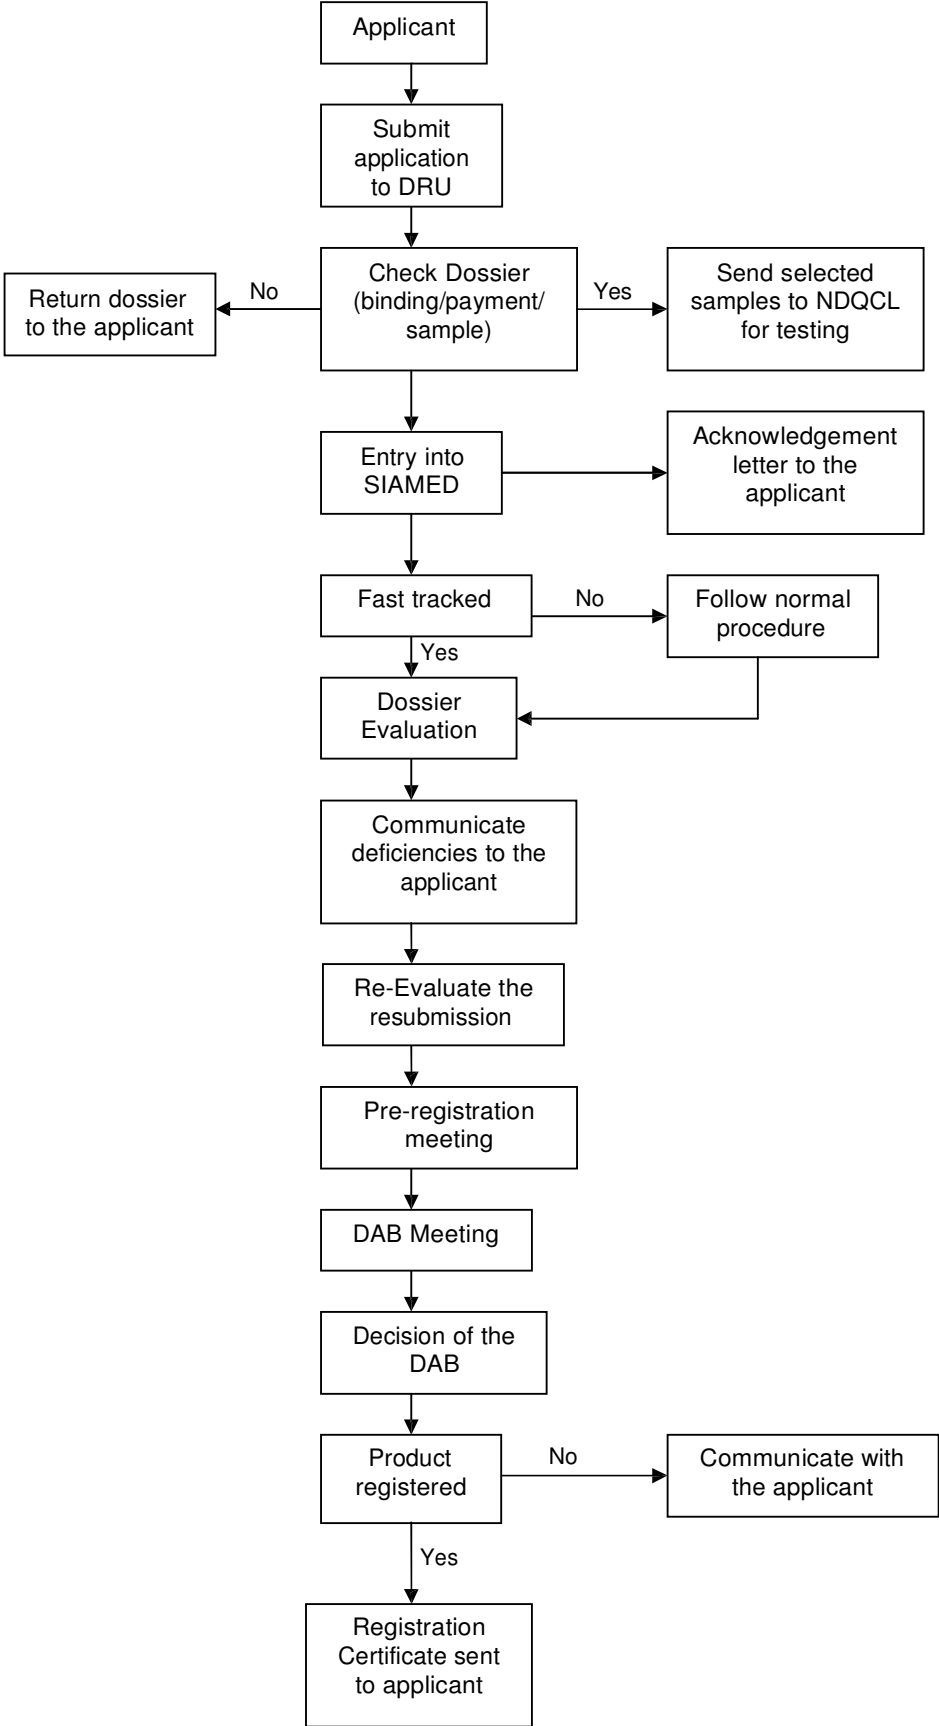 Applicant
Submit
application
to DRU
Check Dossier
(binding/payment/
sample)
No
Return dossier
to the applicant
Yes
Send selected
samples to NDQCL
for testing
Entry into
SIAMED
Acknowledgement
letter to the
applicant
Fast tracked
No
Follow normal
procedure
Yes
Dossier
Evaluation
Communicate
deficiencies to the
applicant
Re-Evaluate the
resubmission
Pre-registration
meeting
DAB Meeting
Decision of the
DAB
Product
registered
No
Communicate with
the applicant
Yes
Registration
Certificate sent
to applicant